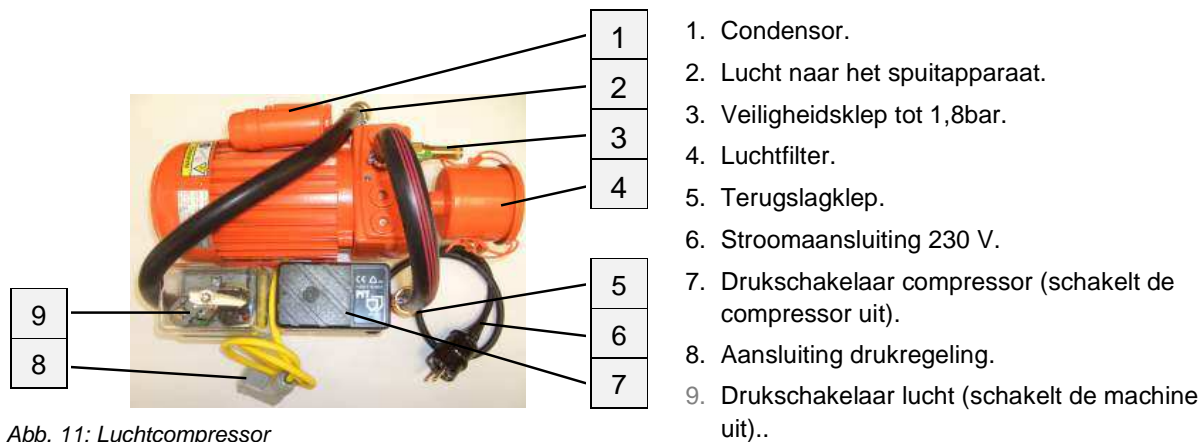 1
2
3
4
5
6
7
9
8
Abb. 11: Luchtcompressor
1. Condensor.
2. Lucht naar het spuitapparaat.
3. Veiligheidsklep tot 1,8bar.
4. Luchtfilter.
5. Terugslagklep.
6. Stroomaansluiting 230 V.
7. Drukschakelaar compressor (schakelt de
compressor uit).
8. Aansluiting drukregeling.
9. Drukschakelaar lucht (schakelt de machine
uit)..